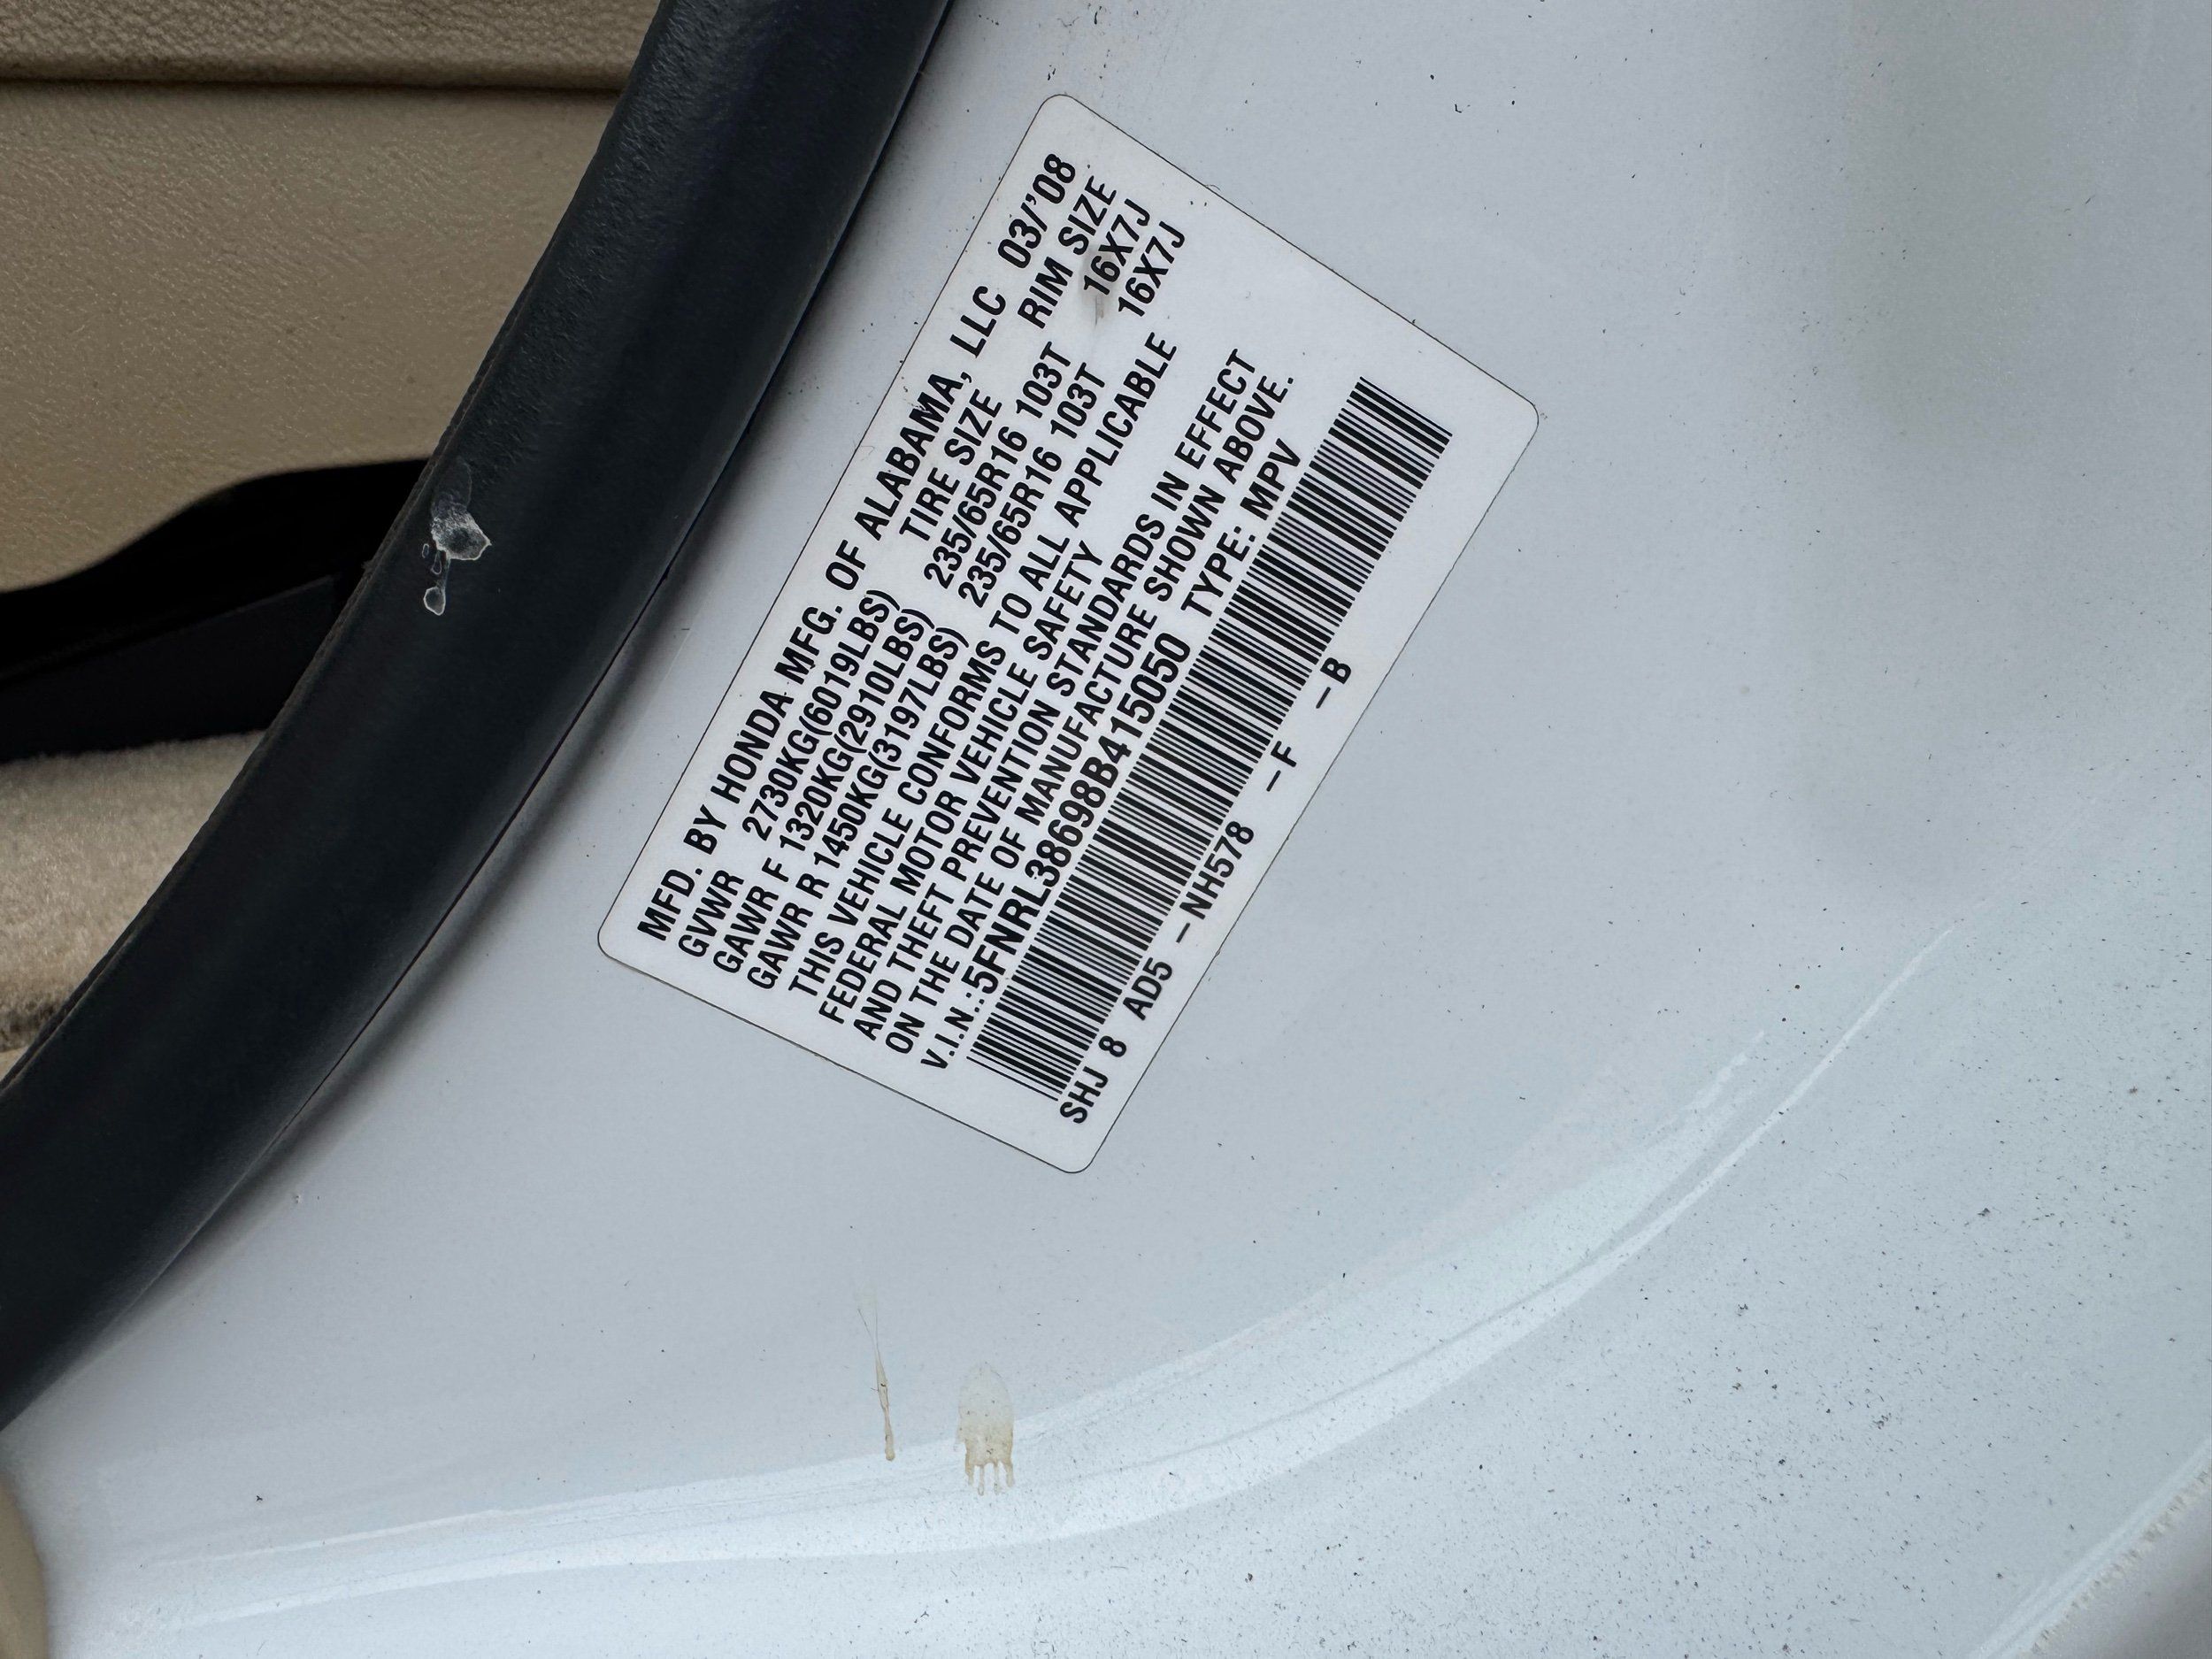 MFD. BY HONDA MFG. OF ALABAMA, LLC 03/'08
GVWR 2730KG(6019LBS) TIRE SIZE RIM SIZE
GAWR F 1320KG(2910LBS) 235/65R16 103T 16X7J
GAWR R 1450KG(3197LBS) 235/65R16 103T 16X7J
THIS VEHICLE CONFORMS TO ALL APPLICABLE
FEDERAL MOTOR VEHICLE SAFETY
AND THEFT PREVENTION STANDARDS IN EFFECT
ON THE DATE OF MANUFACTURE SHOWN ABOVE.
V.I.N.: 5FNRL38698B415050 TYPE: MPV
SHJ 8 AD5 –NH578 –F –B